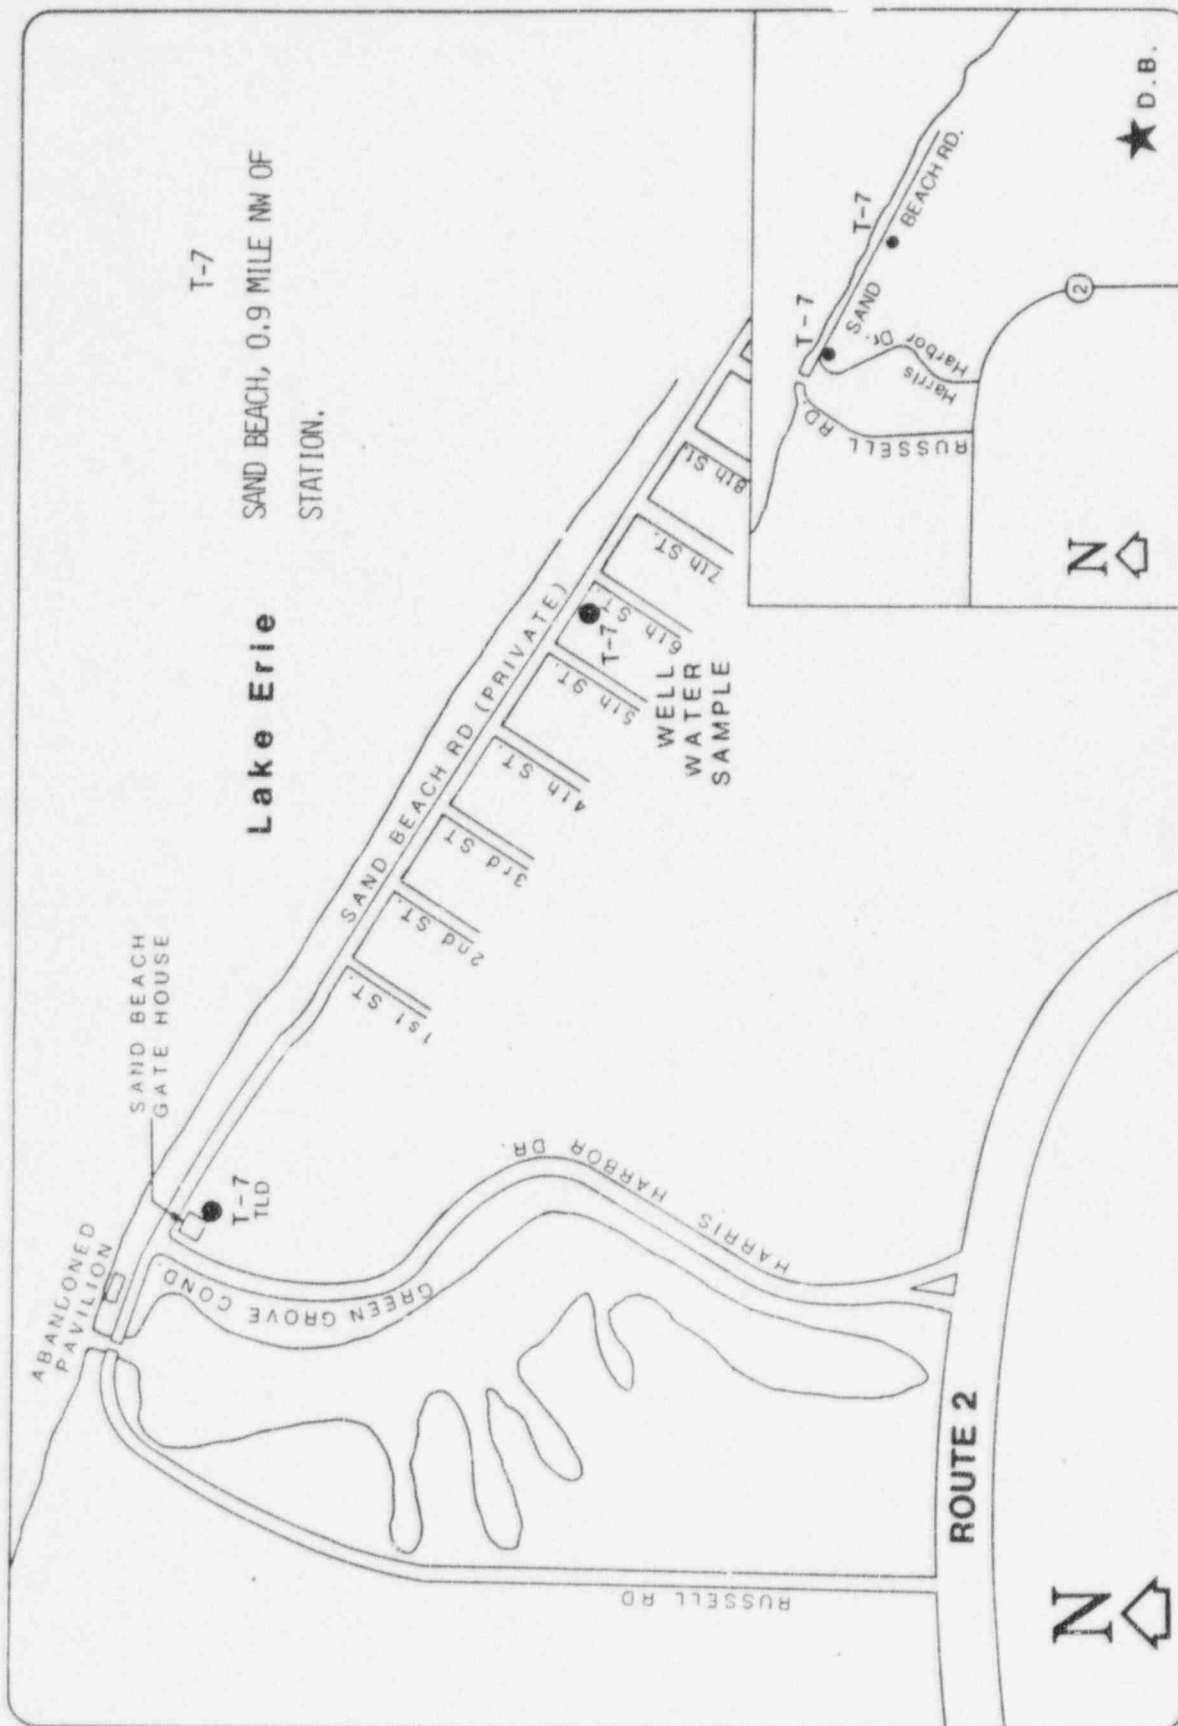 T-7
SAND BEACH, 0.9 MILE NW OF
STATION.
Lake Erie
SAND BEACH
GATE HOUSE
ABANDONED
PAVILION
T-7
TLD
SAND BEACH RD (PRIVATE)
1st ST.
2nd ST.
3rd ST
4th ST
5th ST.
6th ST.
7th ST.
8th St.
T-7
WELL
WATER
SAMPLE
GREEN GROVE COND
HARRIS HARBOR DR.
RUSSELL RD
ROUTE 2
N
T-7
T-7
SAND BEACH RD.
Harris Harbor Dr.
RUSSELL RD.
2
D.B.
N